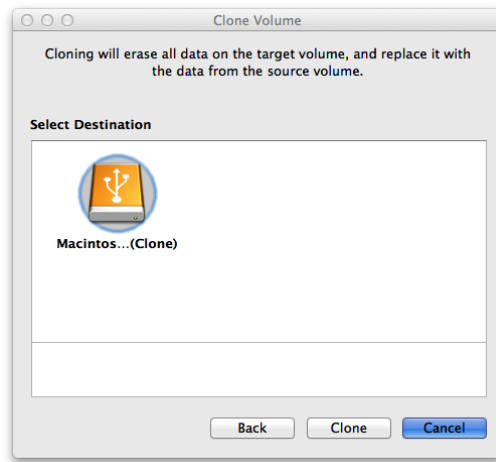 Clone Volume
Cloning will erase all data on the target volume, and replace it with
the data from the source volume.
Select Destination
Macintos...(Clone)
Back Clone Cancel